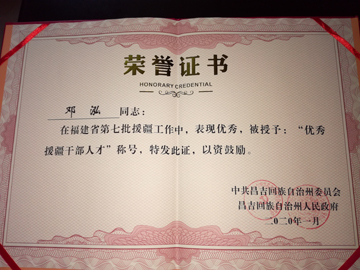 荣誉证书
HONORARY CREDENTIAL
邓 泓 同志：
在福建省第七批援疆工作中，表现优秀，被授予：“优秀
援疆干部人才”称号，特发此证，以资鼓励。
中共昌吉回族自治州委员会
昌吉回族自治州人民政府
二〇二〇年一月